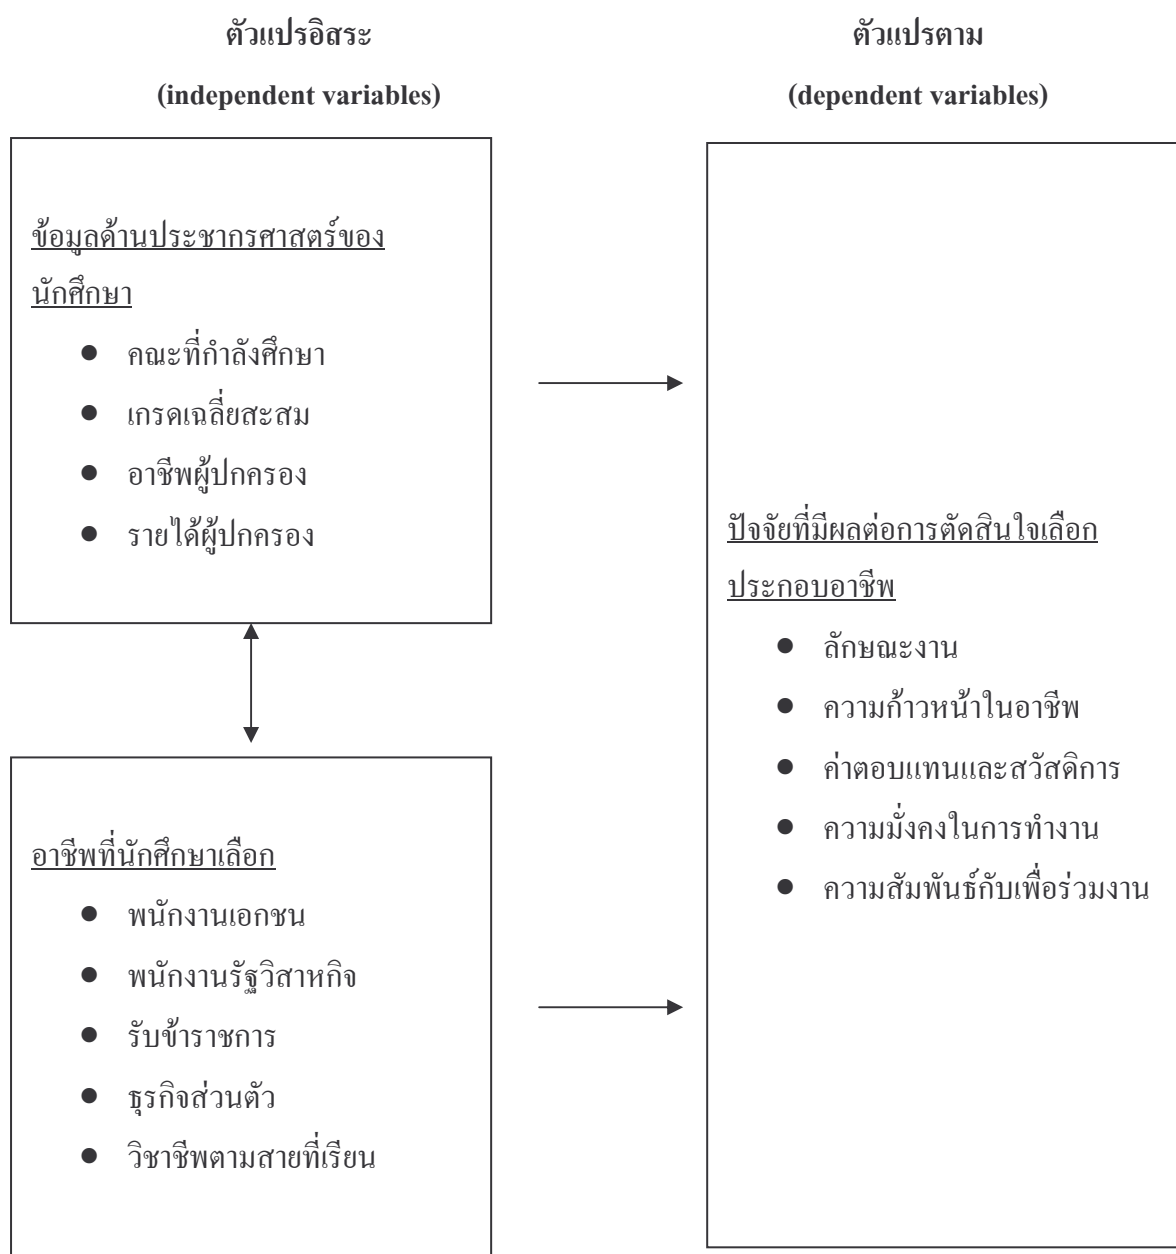 ตัวแปรอิสระ
(independent variables)
ข้อมูลด้านประชากรศาสตร์ของ
นักศึกษา
● คณะที่กำลังศึกษา
● เกรดเฉลี่ยสะสม
● อาชีพผู้ปกครอง
● รายได้ผู้ปกครอง
อาชีพที่นักศึกษาเลือก
● พนักงานเอกชน
● พนักงานรัฐวิสาหกิจ
● รับข้าราชการ
● ธุรกิจส่วนตัว
● วิชาชีพตามสายที่เรียน
ตัวแปรตาม
(dependent variables)
ปัจจัยที่มีผลต่อการตัดสินใจเลือก
ประกอบอาชีพ
● ลักษณะงาน
● ความก้าวหน้าในอาชีพ
● ค่าตอบแทนและสวัสดิการ
● ความมั่งคงในการทำงาน
● ความสัมพันธ์กับเพื่อร่วมงาน